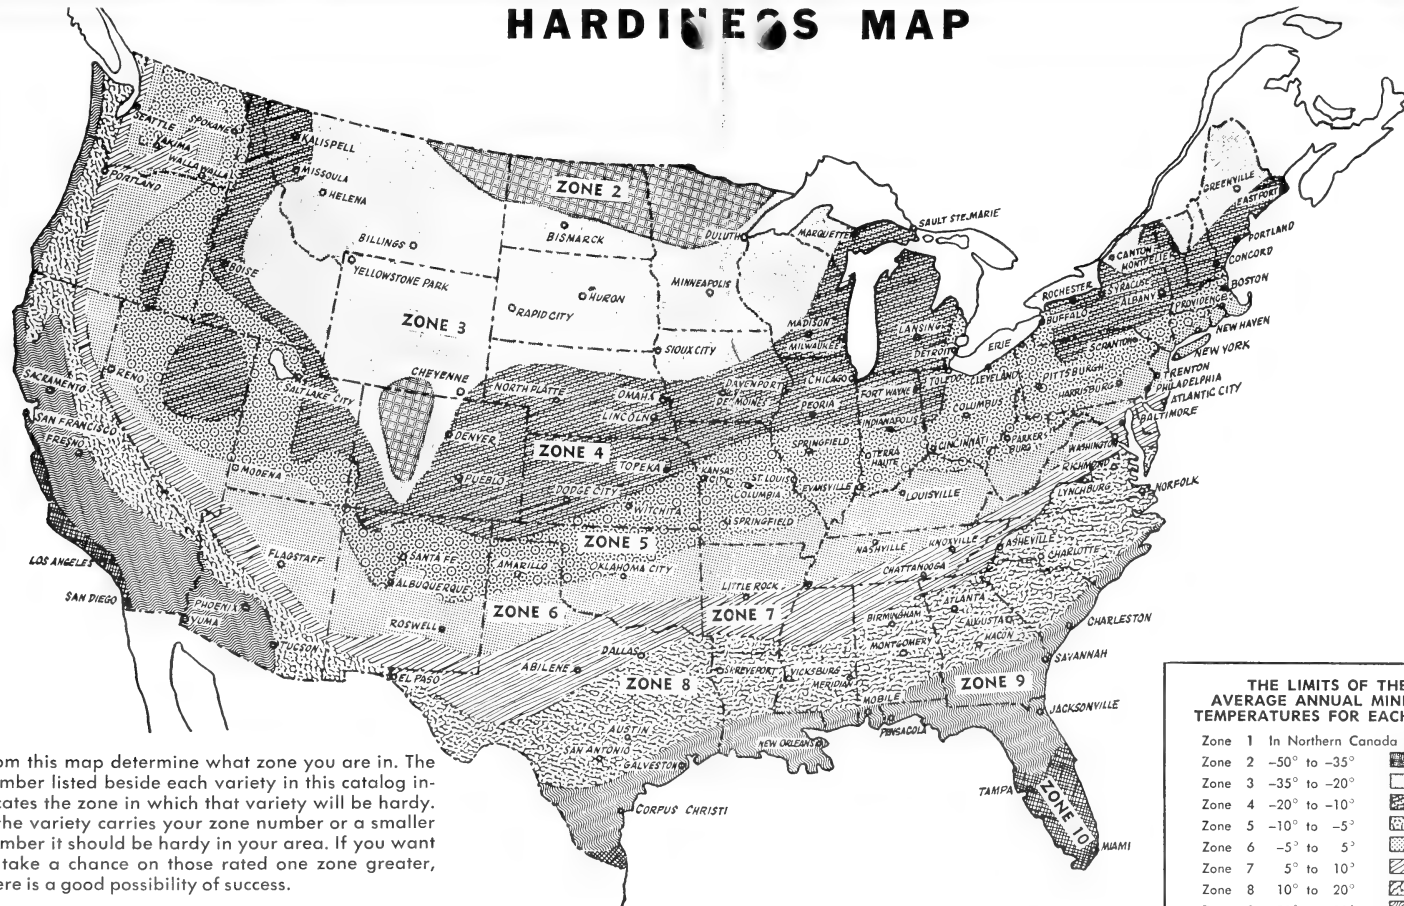 HARDINESS MAP
SEATTLE
SPOKANE
YAKIMA
WALLA WALLA
PORTLAND
KALISPELL
MISSOULA
HELENA
BILLINGS
YELLOWSTONE PARK
BOISE
ZONE 2
BISMARCK
DULUTH
MARQUETTE
SAULT STE.MARIE
GREENVILLE
EASTPORT
PORTLAND
CONCORD
CANTON
MONTPELIER
BOSTON
ROCHESTER
SYRACUSE
ALBANY
PROVIDENCE
BUFFALO
NEW HAVEN
NEW YORK
MINNEAPOLIS
HURON
RAPID CITY
ZONE 3
SIOUX CITY
MADISON
MILWAUKEE
LANSING
DETROIT
ERIE
SCRANTON
TRENTON
PHILADELPHIA
ATLANTIC CITY
BALTIMORE
SACRAMENTO
RENO
SALT LAKE CITY
CHEYENNE
NORTH PLATTE
OMAHA
LINCOLN
DAVENPORT
DES MOINES
CHICAGO
PEORIA
FORT WAYNE
TOLEDO
CLEVELAND
PITTSBURGH
HARRISBURG
COLUMBUS
INDIANAPOLIS
SAN FRANCISCO
FRESNO
DENVER
ZONE 4
TOPEKA
KANSAS CITY
SPRINGFIELD
TERRA HAUTE
CINCINNATI
PARKERBURG
WASHINGTON
RICHMOND
MODENA
PUEBLO
DODGE CITY
WITCHITA
ST LOUIS
COLUMBIA
EVANSVILLE
LOUISVILLE
LYNCHBURG
NORFOLK
SPRINGFIELD
LOS ANGELES
SAN DIEGO
FLAGSTAFF
SANTA FE
ALBUQUERQUE
AMARILLO
ZONE 5
OKLAHOMA CITY
NASHVILLE
KNOXVILLE
ASHEVILLE
CHARLOTTE
CHATTANOOGA
PHOENIX
YUMA
TUCSON
ROSWELL
ZONE 6
LITTLE ROCK
ZONE 7
BIRMINGHAM
ATLANTA
AUGUSTA
MACON
CHARLESTON
MONTGOMERY
SAVANNAH
EL PASO
ABILENE
DALLAS
ZONE 8
SHREVEPORT
VICKSBURG
MERIDIAN
ZONE 9
MOBILE
PENSACOLA
JACKSONVILLE
AUSTIN
SAN ANTONIO
GALVESTON
NEW ORLEANS
CORPUS CHRISTI
TAMPA
ZONE 10
MIAMI
om this map determine what zone you are in. The
mber listed beside each variety in this catalog in-
cates the zone in which that variety will be hardy.
the variety carries your zone number or a smaller
mber it should be hardy in your area. If you want
take a chance on those rated one zone greater,
ere is a good possibility of success.
THE LIMITS OF THE
AVERAGE ANNUAL MINI
TEMPERATURES FOR EACH
Zone 1 In Northern Canada
Zone 2 -50° to -35°
Zone 3 -35° to -20°
Zone 4 -20° to -10°
Zone 5 -10° to -5°
Zone 6 -5° to 5°
Zone 7 5° to 10°
Zone 8 10° to 20°